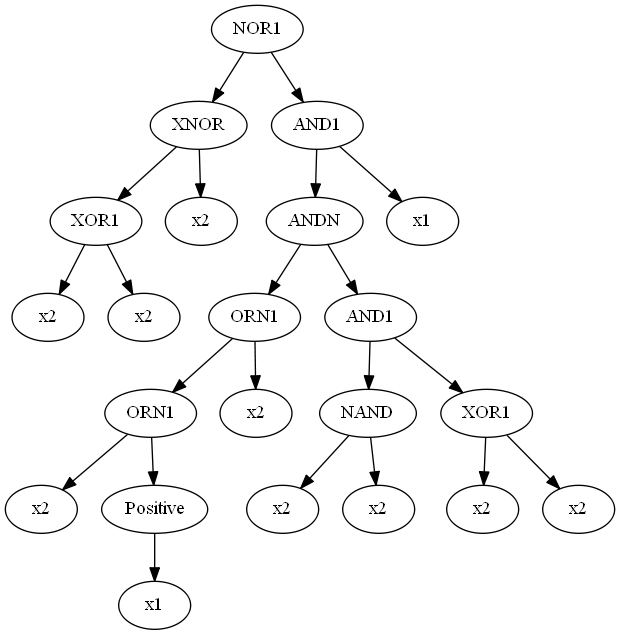 NOR1
XNOR
AND1
XOR1
x2
ANDN
x1
x2
x2
ORN1
AND1
ORN1
x2
NAND
XOR1
x2
Positive
x2
x2
x2
x2
x1